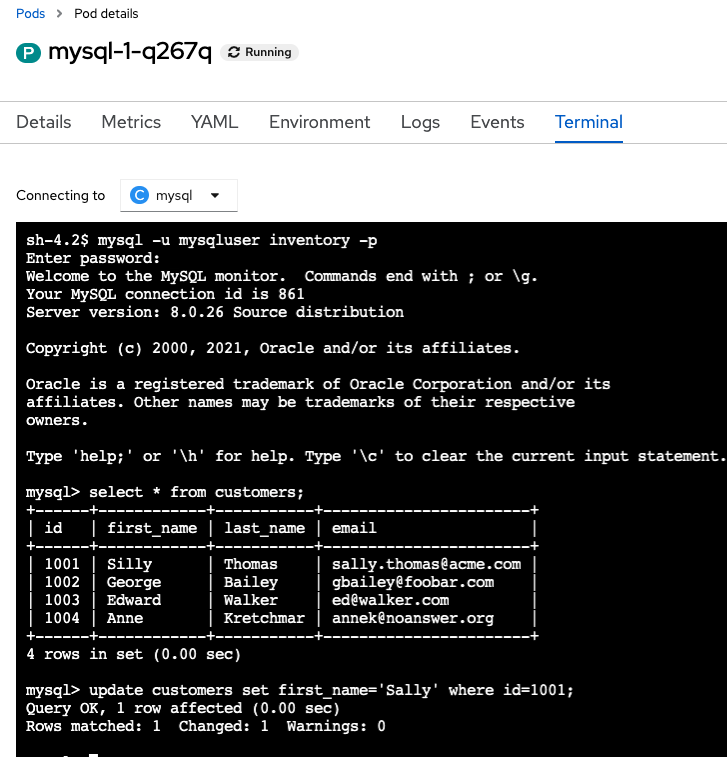 Pods > Pod details
P mysql-1-q267q Running
Details Metrics YAML Environment Logs Events Terminal
Connecting to C mysql
sh-4.2$ mysql -u mysqluser inventory -p
Enter password:
Welcome to the MySQL monitor.  Commands end with ; or \g.
Your MySQL connection id is 861
Server version: 8.0.26 Source distribution
Copyright (c) 2000, 2021, Oracle and/or its affiliates.
Oracle is a registered trademark of Oracle Corporation and/or its
affiliates. Other names may be trademarks of their respective
owners.
Type 'help;' or '\h' for help. Type '\c' to clear the current input statement.
mysql> select * from customers;
+------+------------+-----------+-----------------------+
| id   | first_name | last_name | email                 |
+------+------------+-----------+-----------------------+
| 1001 | Silly      | Thomas    | sally.thomas@acme.com |
| 1002 | George     | Bailey    | gbailey@foobar.com    |
| 1003 | Edward     | Walker    | ed@walker.com         |
| 1004 | Anne       | Kretchmar | annek@noanswer.org    |
+------+------------+-----------+-----------------------+
4 rows in set (0.00 sec)
mysql> update customers set first_name='Sally' where id=1001;
Query OK, 1 row affected (0.00 sec)
Rows matched: 1  Changed: 1  Warnings: 0